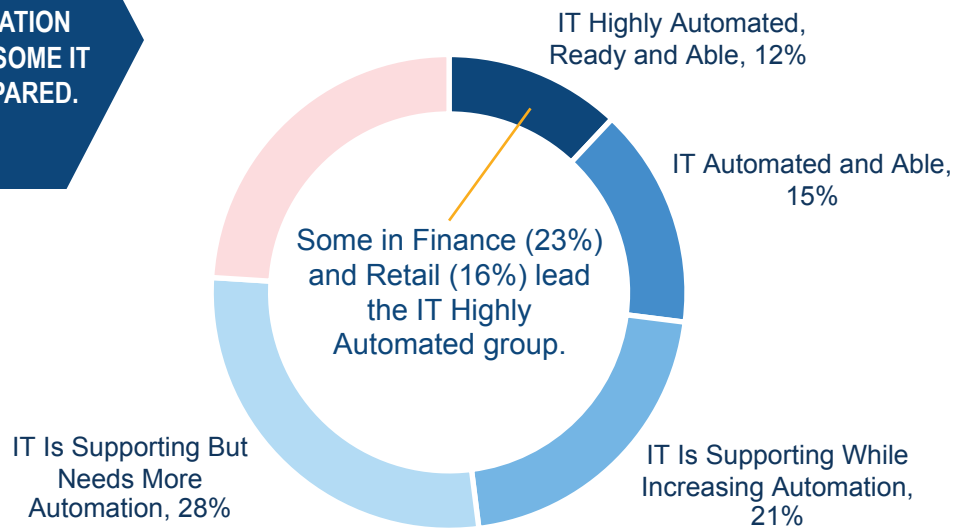 SOME IT
IT Highly Automated,
Ready and Able, 12%
IT Automated and Able,
15%
Some in Finance (23%)
and Retail (16%) lead
the IT Highly
Automated group.
IT Is Supporting But
Needs More
Automation, 28%
IT Is Supporting While
Increasing Automation,
21%